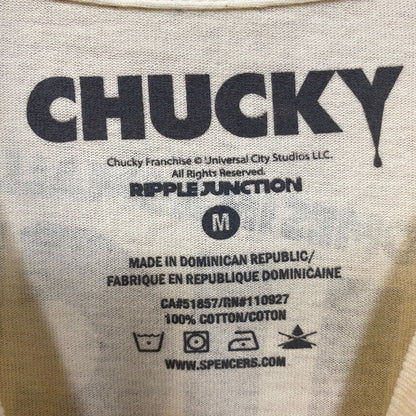 CHUCKY
Chucky Franchise © Universal City Studios LLC.
All Rights Reserved.
RIPPLE JUNCTION
M
MADE IN DOMINICAN REPUBLIC/
FABRIQUE EN REPUBLIQUE DOMINICAINE
CA#51857/RN#110927
100% COTTON/COTON
WWW.SPENCERS.COM